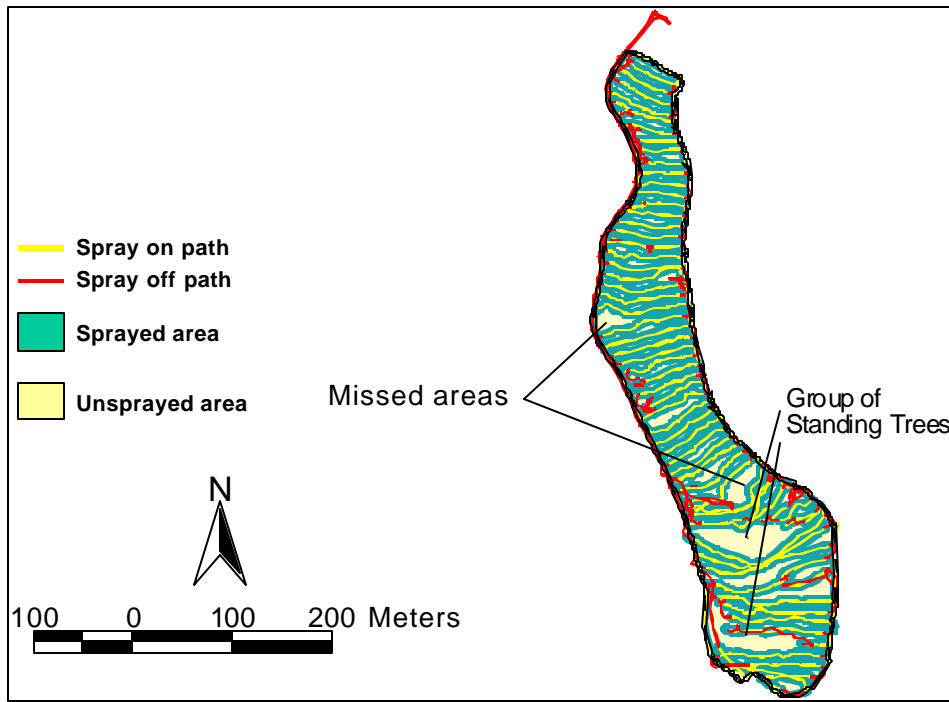 Spray on path
Spray off path
Sprayed area
Unsprayed area
Missed areas
Group of
Standing Trees
N
100 0 100 200 Meters